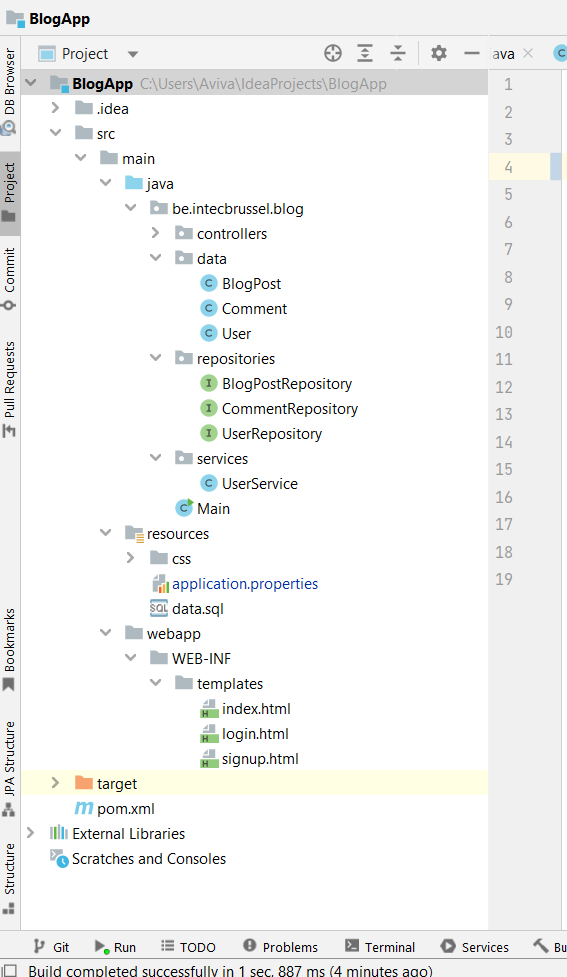 BlogApp
Project
ava
DB Browser
Project
Commit
Pull Requests
Bookmarks
JPA Structure
Structure
BlogApp C:\Users\Aviva\IdeaProjects\BlogApp
.idea
src
main
java
be.intecbrussel.blog
controllers
data
C BlogPost
C Comment
C User
repositories
I BlogPostRepository
I CommentRepository
I UserRepository
services
C UserService
C Main
resources
css
application.properties
SQL data.sql
webapp
WEB-INF
templates
H index.html
H login.html
H signup.html
target
m pom.xml
External Libraries
Scratches and Consoles
1
2
3
4
5
6
7
8
9
10
11
12
13
14
15
16
17
18
19
Git Run TODO Problems Terminal Services Bu
Build completed successfully in 1 sec, 887 ms (4 minutes ago)